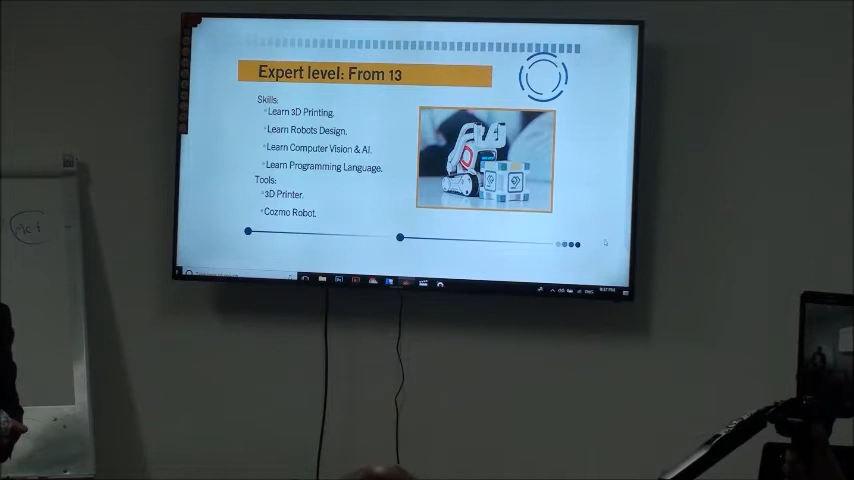 Expert level: From 13
Skills:
Learn 3D Printing.
Learn Robots Design.
Learn Computer Vision & AI.
Learn Programming Language.
Tools:
3D Printer.
Cozmo Robot.